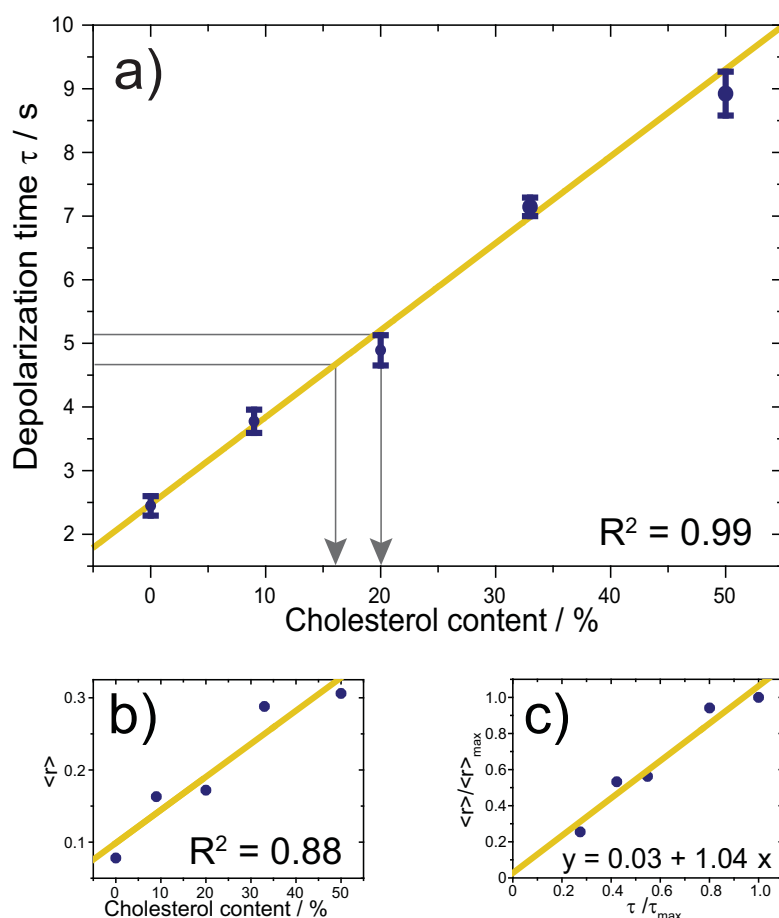 a)
Depolarization time τ / s
10
9
8
7
6
5
4
3
2
R² = 0.99
0 10 20 30 40 50
Cholesterol content / %
b)
<r>
0.3
0.2
0.1
R² = 0.88
0 10 20 30 40 50
Cholesterol content / %
c)
<r>/<r>max
1.0
0.8
0.6
0.4
0.2
0.0
y = 0.03 + 1.04 x
0 0.2 0.4 0.6 0.8 1.0
τ /τmax